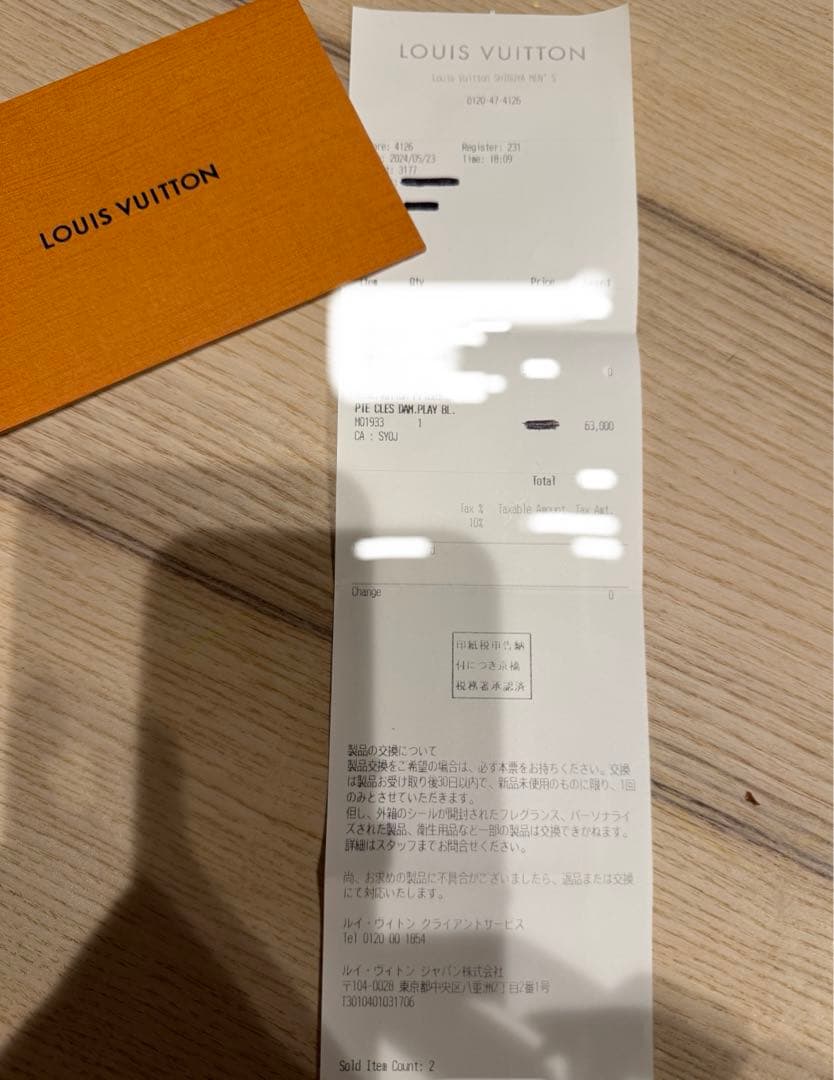 LOUIS VUITTON
LOUIS VUITTON
Louis Vuitton SHIBUYA MEN'S
0120-47-4126
4126
Register: 231
2024/05/23
Time: 18:09
3177
Item Qty Price
0
PTE CLES DAM.PLAY BL.
M01933 1 63,000
CA : SYOJ
Total
Tax % Taxable Amount Tax Amt.
10%
Change 0
印紙税申告納
付につき京橋
税務署承認済
製品の交換について
製品交換をご希望の場合は、必ず本票をお持ちください。交換
は製品お受け取り後30日以内で、新品未使用のものに限り、1回
のみとさせていただきます。
但し、外箱のシールが開封されたフレグランス、パーソナライ
ズされた製品、衛生用品など一部の製品は交換できかねます。
詳細はスタッフまでお問合せください。
尚、お求めの製品に不具合がございましたら、返品または交換
にて対応いたします。
ルイ・ヴィトン クライアントサービス
Tel 0120 00 1854
ルイ・ヴィトン ジャパン株式会社
〒104-0028 東京都中央区八重洲2丁目2番1号
T3010401031706
Sold Item Count: 2